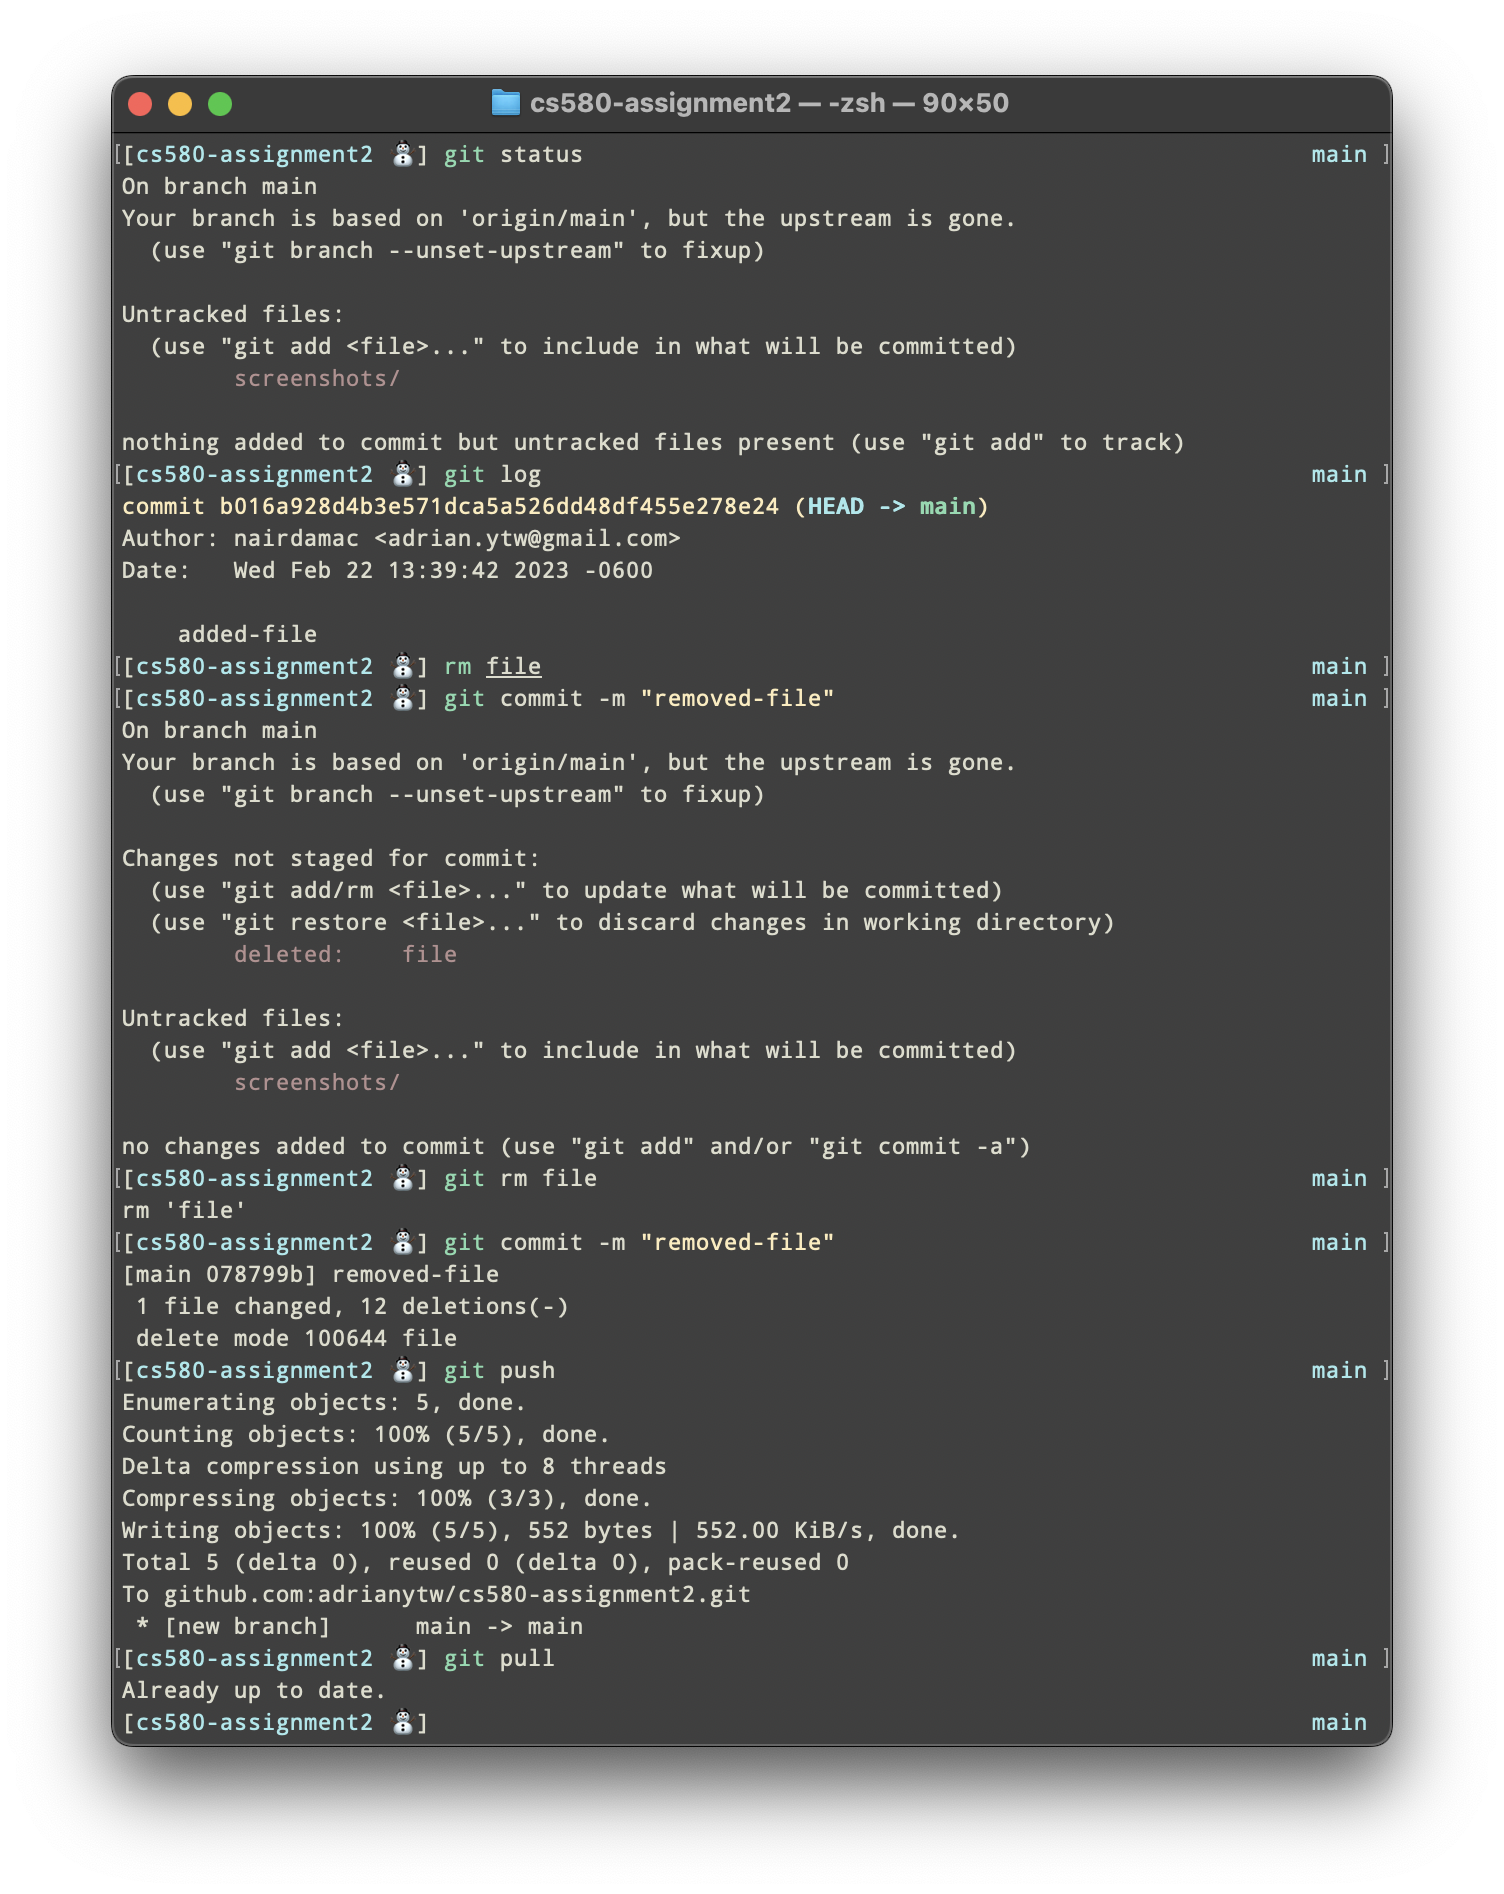 cs580-assignment2 — -zsh — 90×50
[[cs580-assignment2 ⛄] git status main ]
On branch main
Your branch is based on 'origin/main', but the upstream is gone.
  (use "git branch --unset-upstream" to fixup)

Untracked files:
  (use "git add <file>..." to include in what will be committed)
        screenshots/

nothing added to commit but untracked files present (use "git add" to track)
[[cs580-assignment2 ⛄] git log main ]
commit b016a928d4b3e571dca5a526dd48df455e278e24 (HEAD -> main)
Author: nairdamac <adrian.ytw@gmail.com>
Date:   Wed Feb 22 13:39:42 2023 -0600

    added-file
[[cs580-assignment2 ⛄] rm file main ]
[[cs580-assignment2 ⛄] git commit -m "removed-file" main ]
On branch main
Your branch is based on 'origin/main', but the upstream is gone.
  (use "git branch --unset-upstream" to fixup)

Changes not staged for commit:
  (use "git add/rm <file>..." to update what will be committed)
  (use "git restore <file>..." to discard changes in working directory)
        deleted:    file

Untracked files:
  (use "git add <file>..." to include in what will be committed)
        screenshots/

no changes added to commit (use "git add" and/or "git commit -a")
[[cs580-assignment2 ⛄] git rm file main ]
rm 'file'
[[cs580-assignment2 ⛄] git commit -m "removed-file" main ]
[main 078799b] removed-file
 1 file changed, 12 deletions(-)
 delete mode 100644 file
[[cs580-assignment2 ⛄] git push main ]
Enumerating objects: 5, done.
Counting objects: 100% (5/5), done.
Delta compression using up to 8 threads
Compressing objects: 100% (3/3), done.
Writing objects: 100% (5/5), 552 bytes | 552.00 KiB/s, done.
Total 5 (delta 0), reused 0 (delta 0), pack-reused 0
To github.com:adrianytw/cs580-assignment2.git
 * [new branch]      main -> main
[[cs580-assignment2 ⛄] git pull main ]
Already up to date.
[cs580-assignment2 ⛄] main